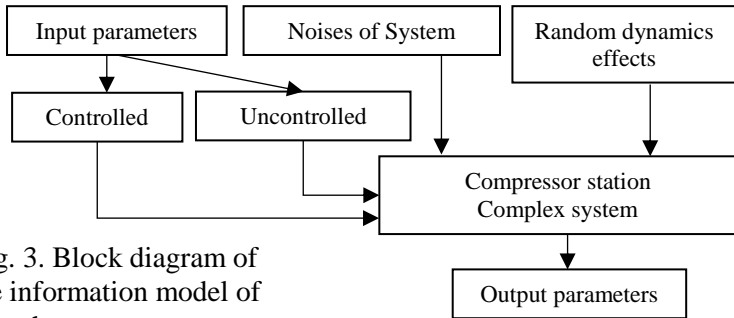 Input parameters
Noises of System
Random dynamics
effects
Controlled
Uncontrolled
Compressor station
Complex system
g. 3. Block diagram of
e information model of
Output parameters